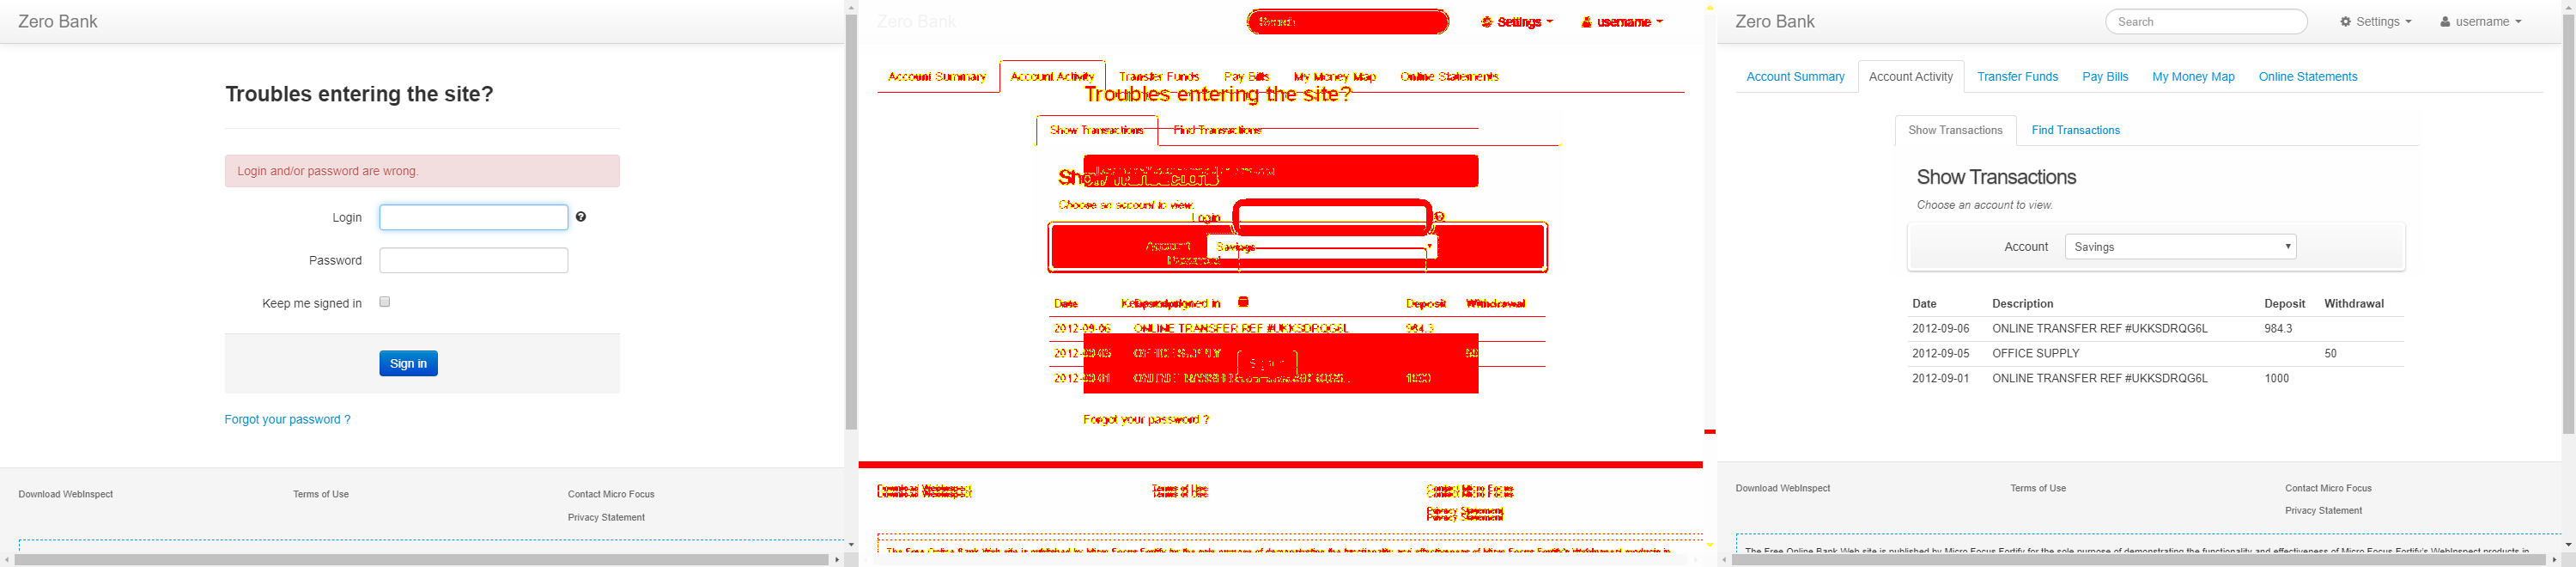 Zero Bank
Troubles entering the site?
Login and/or password are wrong.
Login
Password
Keep me signed in
Sign in
Forgot your password ?
Download WebInspect
Terms of Use
Contact Micro Focus
Privacy Statement
Zero Bank
Search
Settings
username
Account Summary
Account Activity
Transfer Funds
Pay Bills
My Money Map
Online Statements
Troubles entering the site?
Show Transactions
Find Transactions
Choose an account to view.
Login
Account
Savings
Password
Date
Deposit
Withdrawal
2012-09-06
ONLINE TRANSFER REF #UKKSDRQG6L
984.3
Forgot your password ?
Download WebInspect
Terms of Use
Contact Micro Focus
Privacy Statement
The Free Online Bank Web site is published by Micro Focus Fortify for the sole purpose of demonstrating the functionality and effectiveness of Micro Focus Fortify's WebInspect products in
Zero Bank
Search
Settings
username
Account Summary
Account Activity
Transfer Funds
Pay Bills
My Money Map
Online Statements
Show Transactions
Find Transactions
Show Transactions
Choose an account to view.
Account
Savings
Date Description Deposit Withdrawal
2012-09-06 ONLINE TRANSFER REF #UKKSDRQG6L 984.3
2012-09-05 OFFICE SUPPLY 50
2012-09-01 ONLINE TRANSFER REF #UKKSDRQG6L 1000
Download WebInspect
Terms of Use
Contact Micro Focus
Privacy Statement
The Free Online Bank Web site is published by Micro Focus Fortify for the sole purpose of demonstrating the functionality and effectiveness of Micro Focus Fortify's WebInspect products in